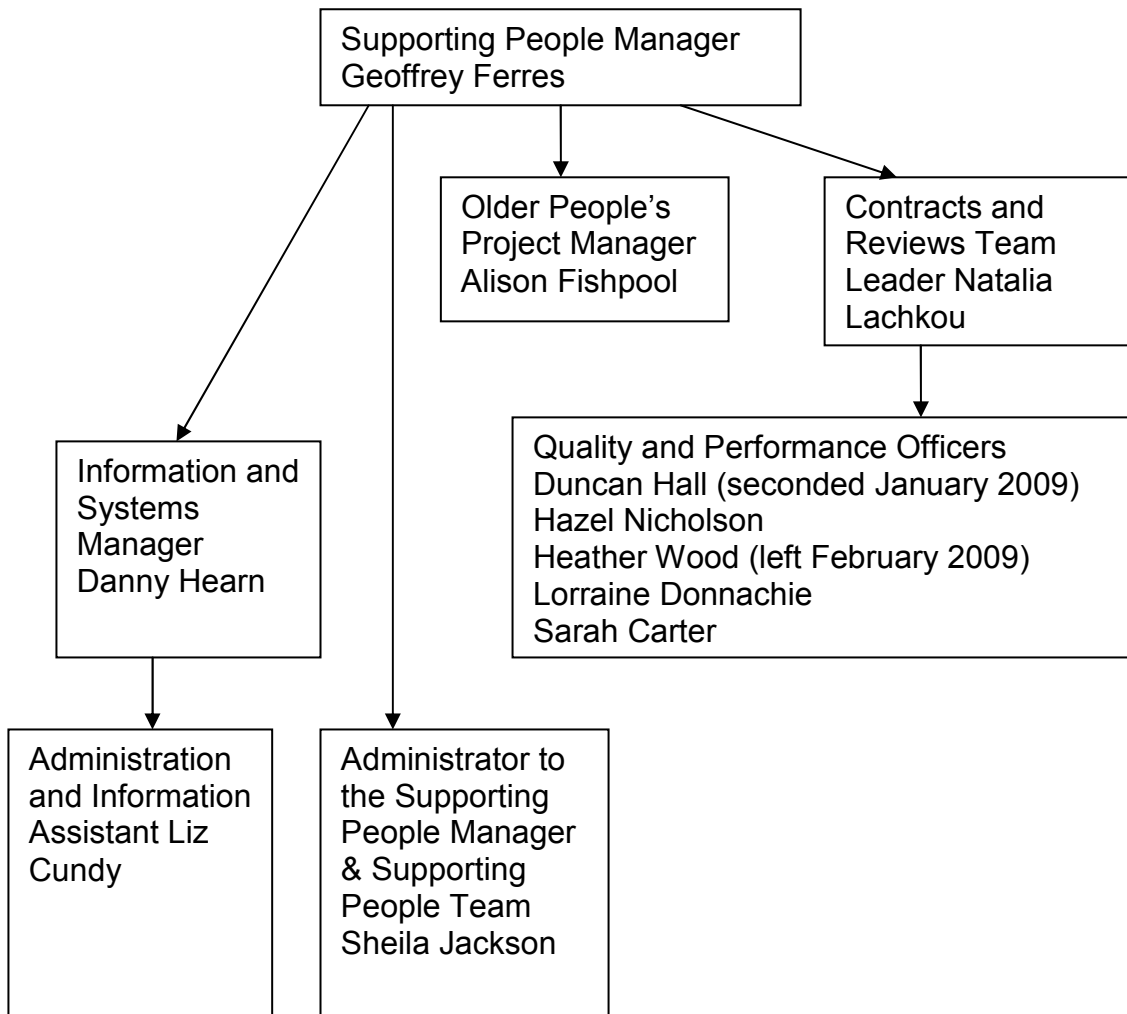 Supporting People Manager
Geoffrey Ferres
Older People’s
Project Manager
Alison Fishpool
Contracts and
Reviews Team
Leader Natalia
Lachkou
Information and
Systems
Manager
Danny Hearn
Quality and Performance Officers
Duncan Hall (seconded January 2009)
Hazel Nicholson
Heather Wood (left February 2009)
Lorraine Donnachie
Sarah Carter
Administration
and Information
Assistant Liz
Cundy
Administrator to
the Supporting
People Manager
& Supporting
People Team
Sheila Jackson